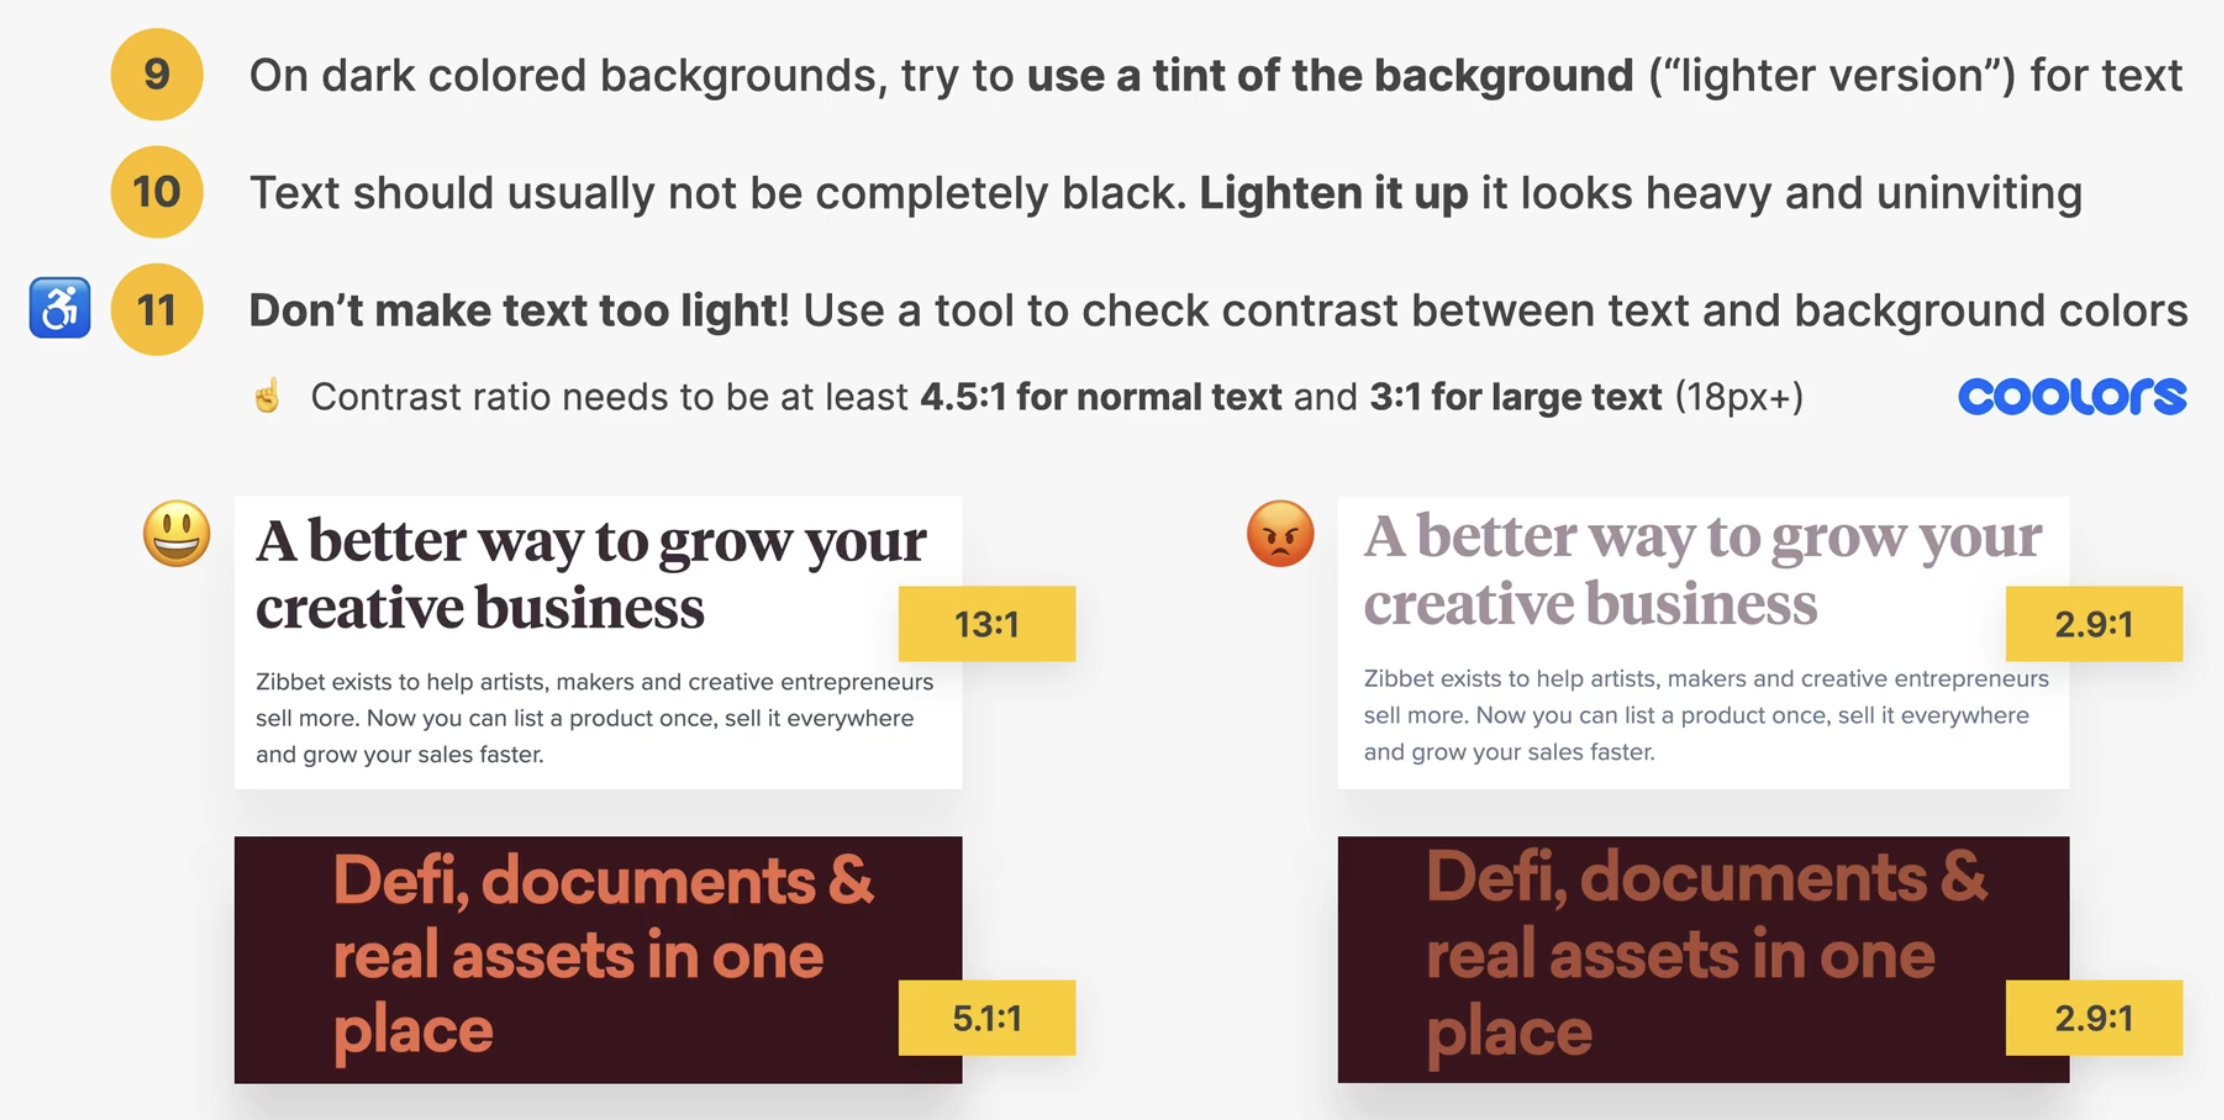 9
On dark colored backgrounds, try to use a tint of the background (“lighter version”) for text
10
Text should usually not be completely black. Lighten it up it looks heavy and uninviting
11
Don’t make text too light! Use a tool to check contrast between text and background colors
Contrast ratio needs to be at least 4.5:1 for normal text and 3:1 for large text (18px+)
coolors
A better way to grow your
creative business
13:1
Zibbet exists to help artists, makers and creative entrepreneurs
sell more. Now you can list a product once, sell it everywhere
and grow your sales faster.
A better way to grow your
creative business
2.9:1
Zibbet exists to help artists, makers and creative entrepreneurs
sell more. Now you can list a product once, sell it everywhere
and grow your sales faster.
Defi, documents &
real assets in one
place
5.1:1
Defi, documents &
real assets in one
place
2.9:1